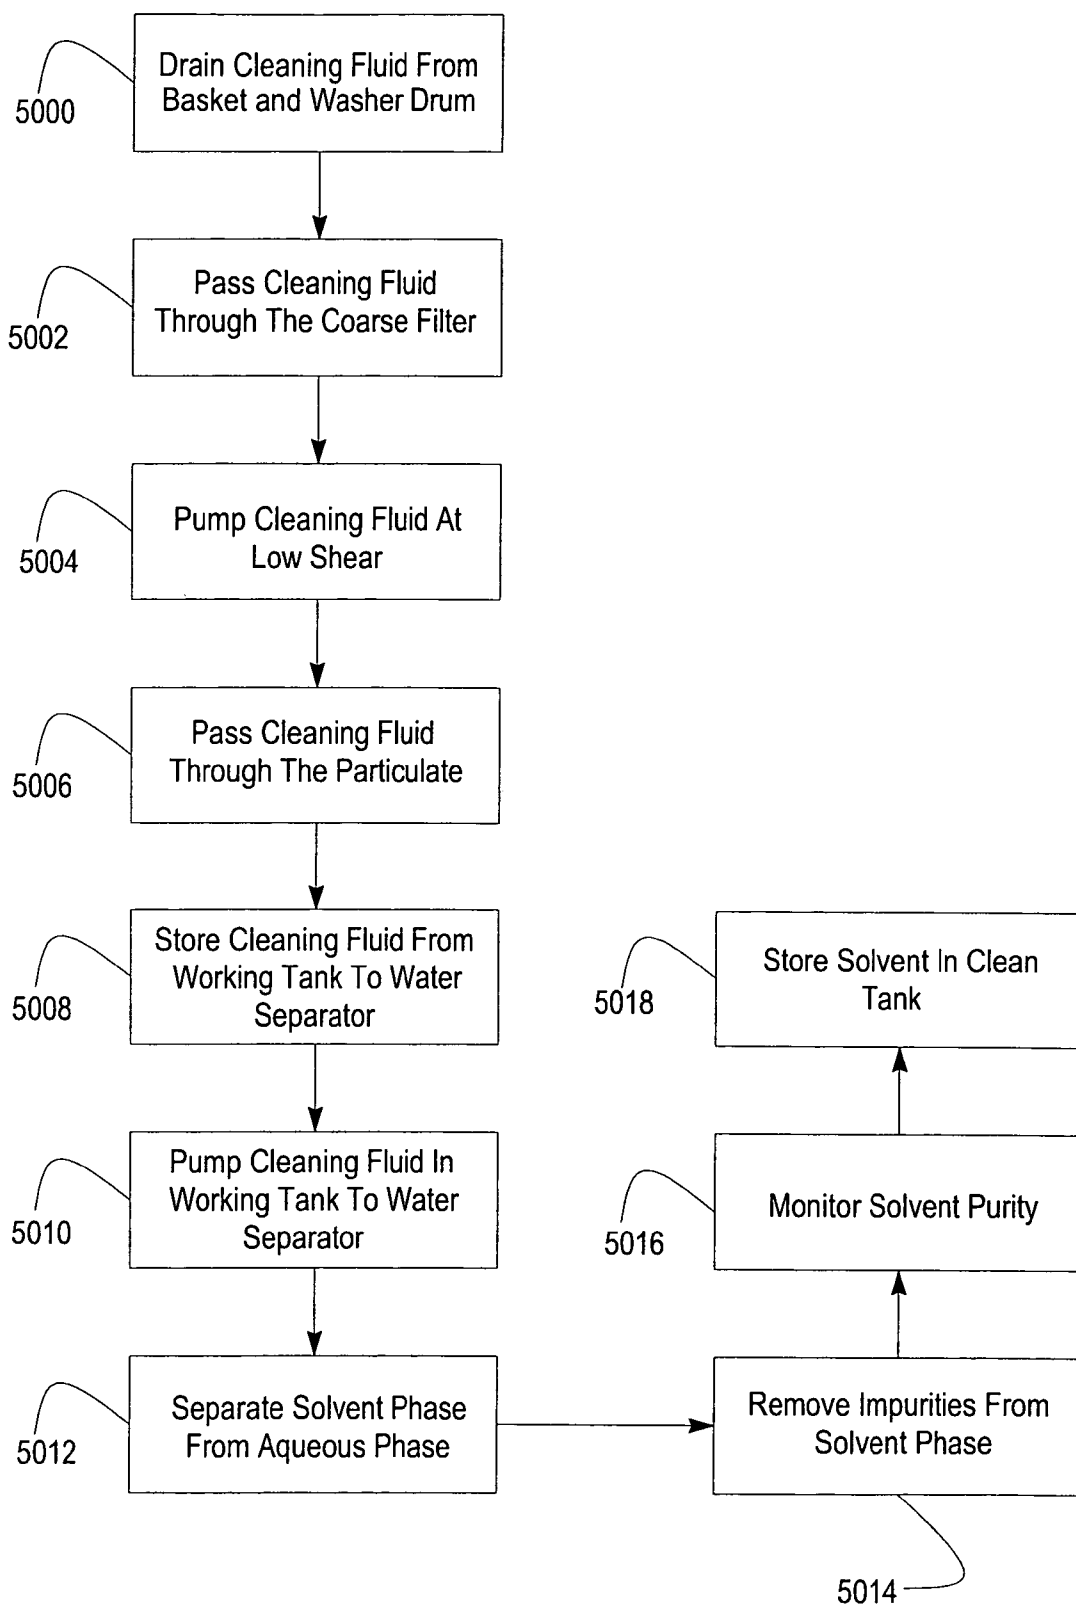 Drain Cleaning Fluid From
Basket and Washer Drum
5000
Pass Cleaning Fluid
Through The Coarse Filter
5002
Pump Cleaning Fluid At
Low Shear
5004
Pass Cleaning Fluid
Through The Particulate
5006
Store Cleaning Fluid From
Working Tank To Water
Separator
5008
Pump Cleaning Fluid In
Working Tank To Water
Separator
5010
Separate Solvent Phase
From Aqueous Phase
5012
Remove Impurities From
Solvent Phase
5014
Monitor Solvent Purity
5016
Store Solvent In Clean
Tank
5018